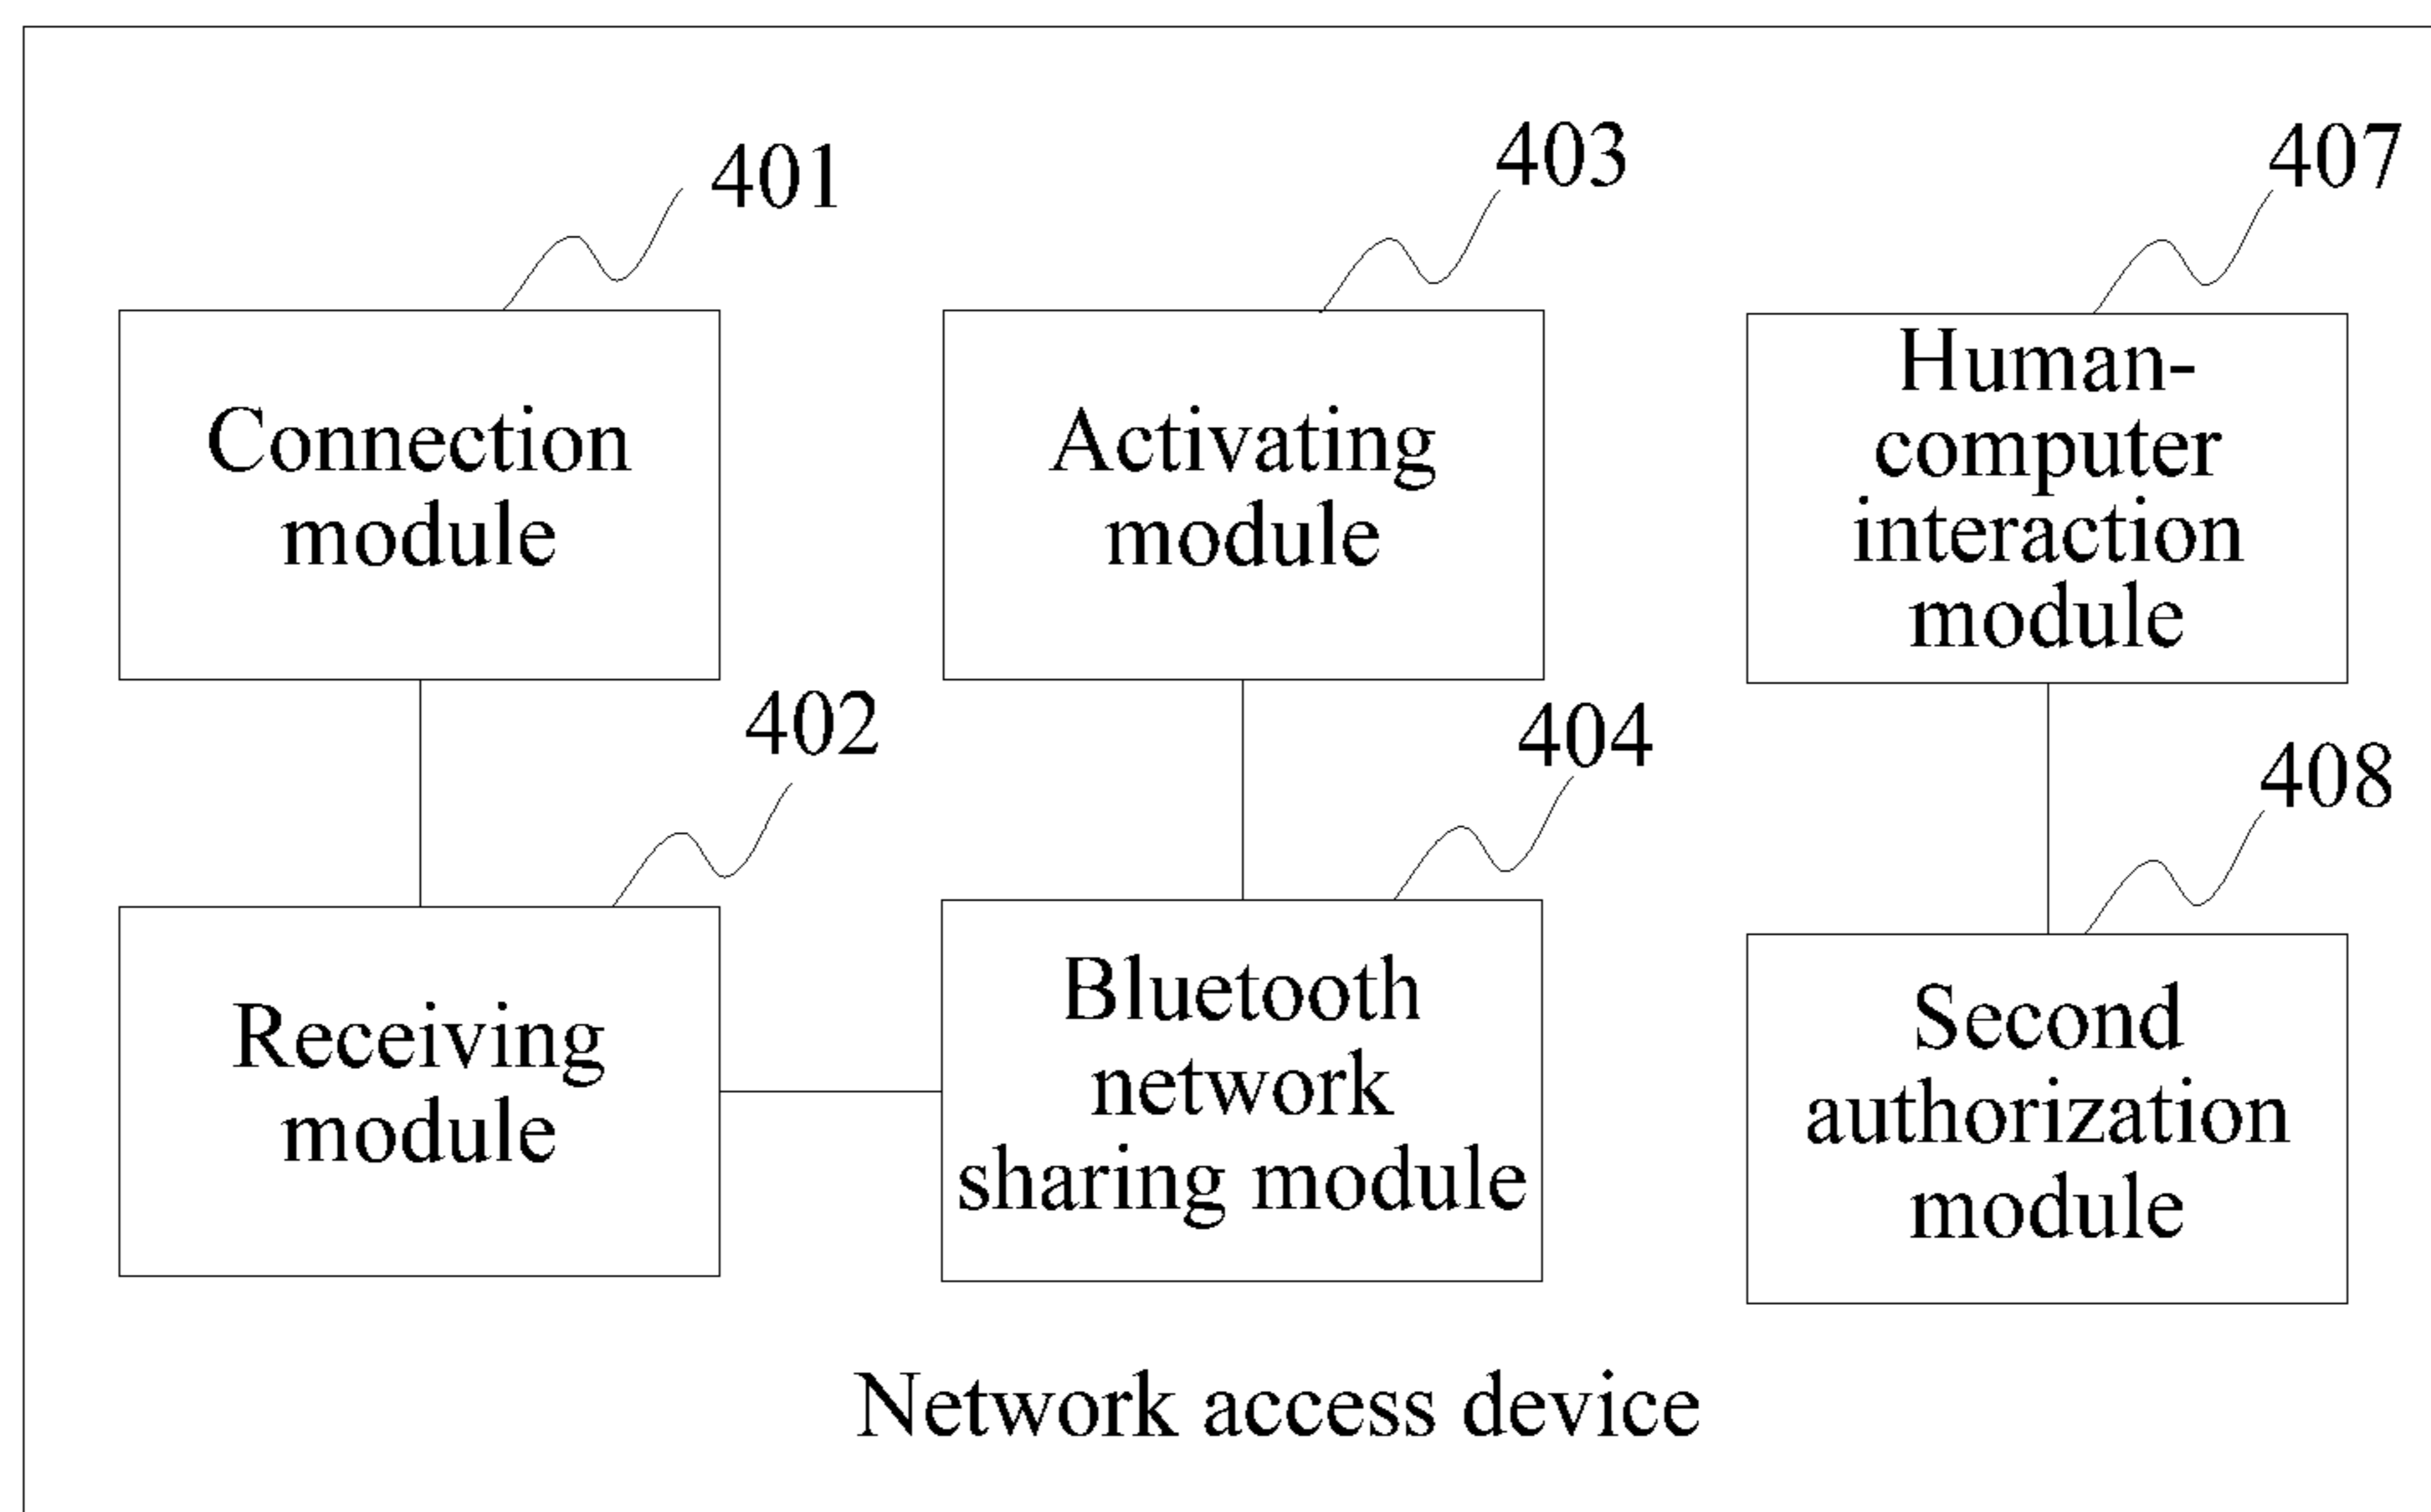 401
403
407
Connection
module
Activating
module
Human-
computer
interaction
module
402
404
408
Receiving
module
Bluetooth
network
sharing module
Second
authorization
module
Network access device